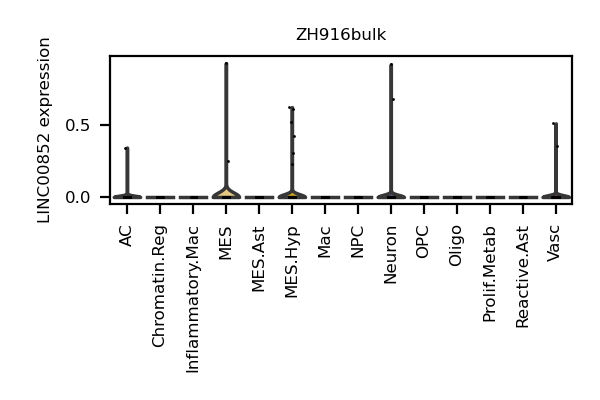 ZH916bulk
LINC00852 expression
0.5
0.0
AC
Chromatin.Reg
Inflammatory.Mac
MES
MES.Ast
MES.Hyp
Mac
NPC
Neuron
OPC
Oligo
Prolif.Metab
Reactive.Ast
Vasc